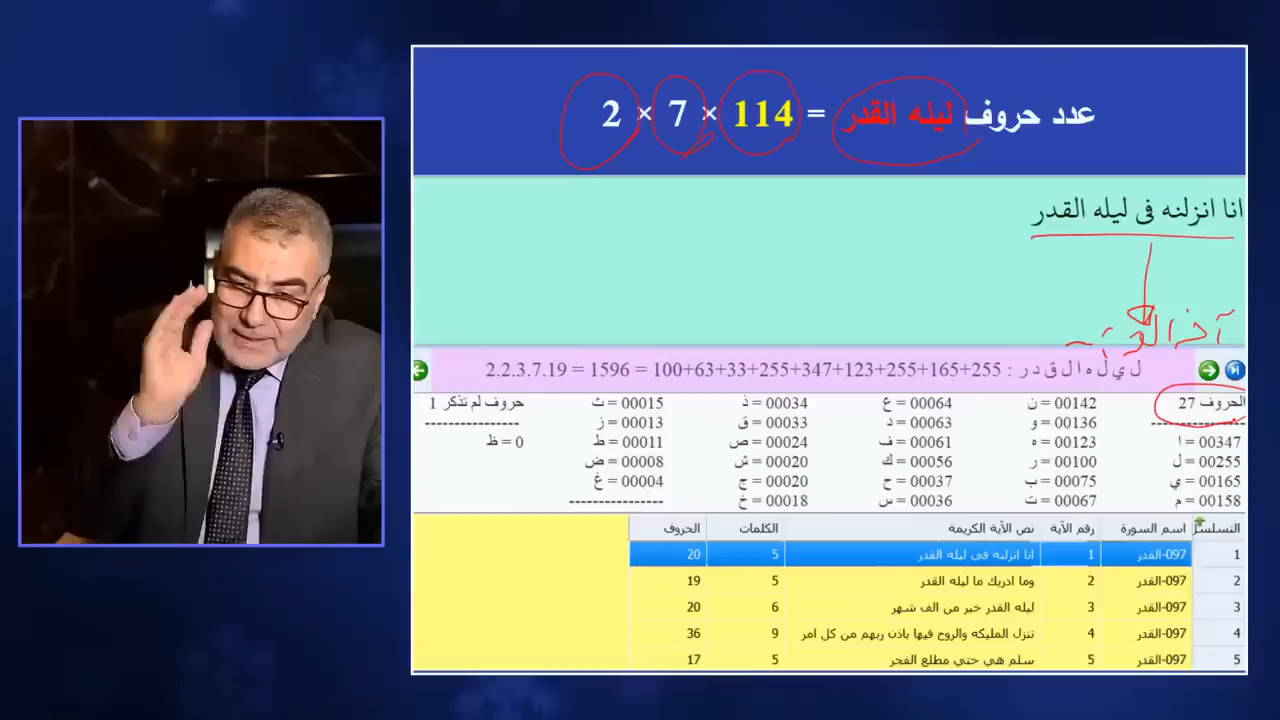 عدد حروف ليله القدر = 114 × 7 × 2
انا انزلنه فى ليله القدر
ل ي ل ه ا ل ق د ر : 255+165+255+123+347+255+33+63+100 = 1596 = 2.2.3.7.19
الحروف 27
00347 = ا
00255 = ل
00165 = ي
00158 = م
00142 = ن
00136 = و
00123 = ه
00100 = ر
00075 = ب
00067 = ت
00064 = ع
00063 = د
00061 = ف
00056 = ك
00037 = ح
00036 = س
00034 = ذ
00033 = ق
00024 = ص
00020 = ش
00020 = ج
00018 = خ
00015 = ث
00013 = ز
00011 = ط
00008 = ض
00004 = غ
حروف لم تذكر 1
0 = ظ
التسلسل اسم السورة رقم الآية نص الآية الكريمة الكلمات الحروف
1 097-القدر 1 انا انزلنه فى ليله القدر 5 20
2 097-القدر 2 وما ادريك ما ليله القدر 5 19
3 097-القدر 3 ليله القدر خير من الف شهر 6 20
4 097-القدر 4 تنزل المليكه والروح فيها باذن ربهم من كل امر 9 36
5 097-القدر 5 سلم هي حتي مطلع الفجر 5 17